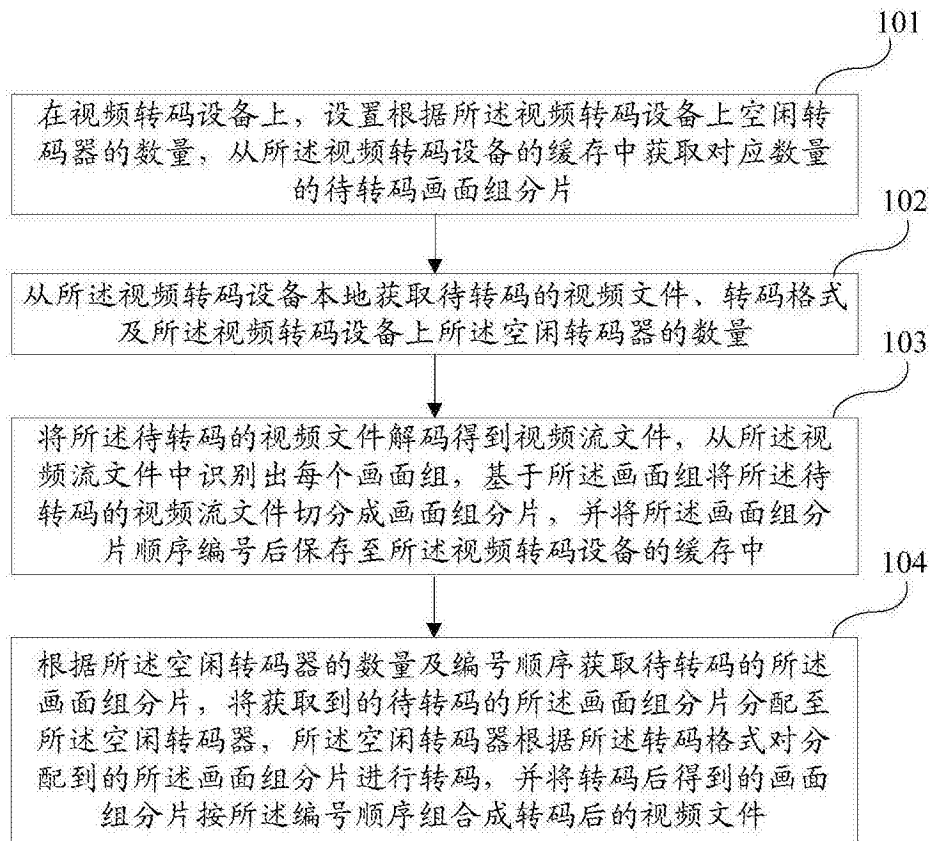 101
在视频转码设备上，设置根据所述视频转码设备上空闲转
码器的数量，从所述视频转码设备的缓存中获取对应数量
的待转码画面组分片
102
从所述视频转码设备本地获取待转码的视频文件、转码格式
及所述视频转码设备上所述空闲转码器的数量
103
将所述待转码的视频文件解码得到视频流文件，从所述视
频流文件中识别出每个画面组，基于所述画面组将所述待
转码的视频流文件切分成画面组分片，并将所述画面组分
片顺序编号后保存至所述视频转码设备的缓存中
104
根据所述空闲转码器的数量及编号顺序获取待转码的所述
画面组分片，将获取到的待转码的所述画面组分片分配至
所述空闲转码器，所述空闲转码器根据所述转码格式对分
配到的所述画面组分片进行转码，并将转码后得到的画面
组分片按所述编号顺序组合成转码后的视频文件